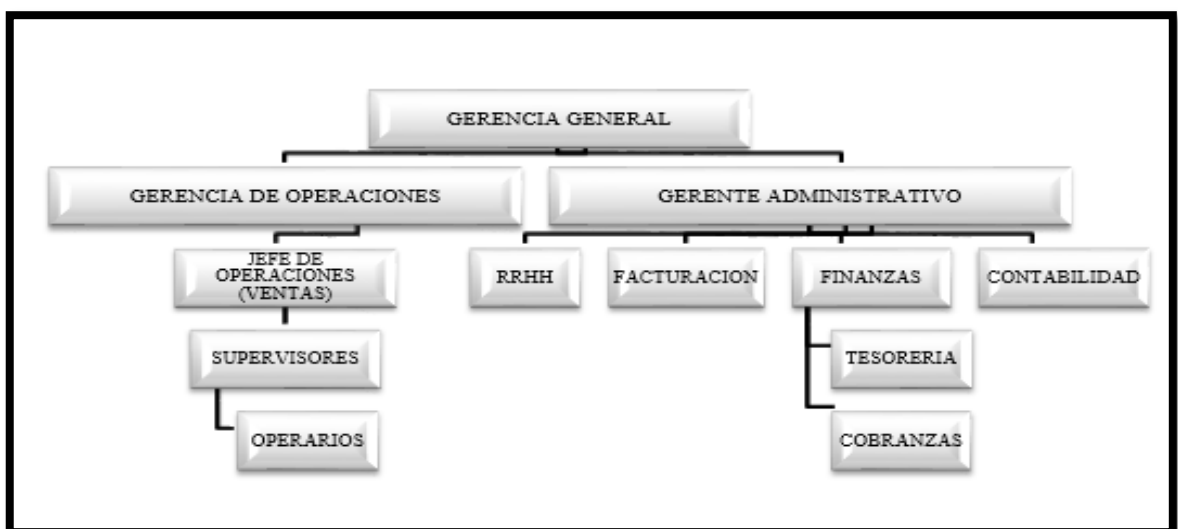 GERENCIA GENERAL
GERENCIA DE OPERACIONES
GERENTE ADMINISTRATIVO
JEFE DE
OPERACIONES
(VENTAS)
RRHH
FACTURACION
FINANZAS
CONTABILIDAD
SUPERVISORES
TESORERIA
OPERARIOS
COBRANZAS